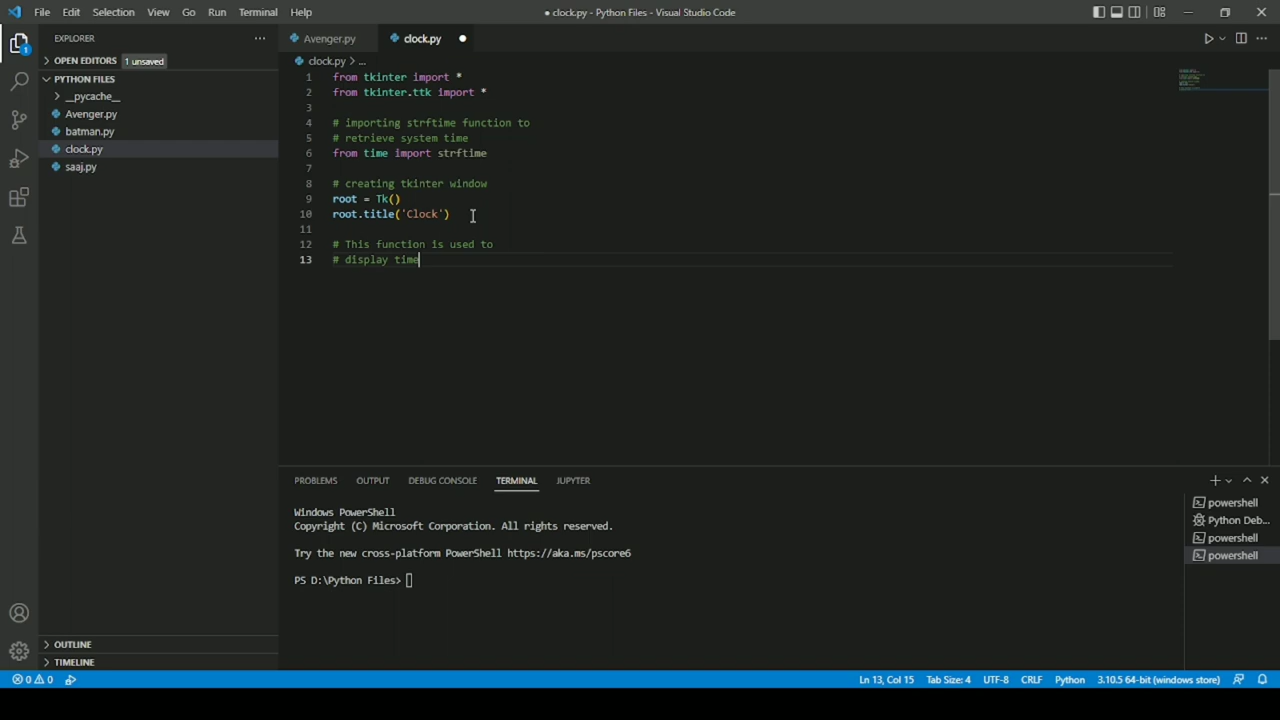 File Edit Selection View Go Run Terminal Help
● clock.py - Python Files - Visual Studio Code
EXPLORER
1
OPEN EDITORS 1 unsaved
PYTHON FILES
__pycache__
Avenger.py
batman.py
clock.py
saaj.py
OUTLINE
TIMELINE
Avenger.py
clock.py
clock.py > ...
1 from tkinter import *
2 from tkinter.ttk import *
3
4 # importing strftime function to
5 # retrieve system time
6 from time import strftime
7
8 # creating tkinter window
9 root = Tk()
10 root.title('Clock')
11
12 # This function is used to
13 # display time
PROBLEMS OUTPUT DEBUG CONSOLE TERMINAL JUPYTER
Windows PowerShell
Copyright (C) Microsoft Corporation. All rights reserved.
Try the new cross-platform PowerShell https://aka.ms/pscore6
PS D:\Python Files>
powershell
Python Deb...
powershell
powershell
0 0
Ln 13, Col 15 Tab Size: 4 UTF-8 CRLF Python 3.10.5 64-bit (windows store)